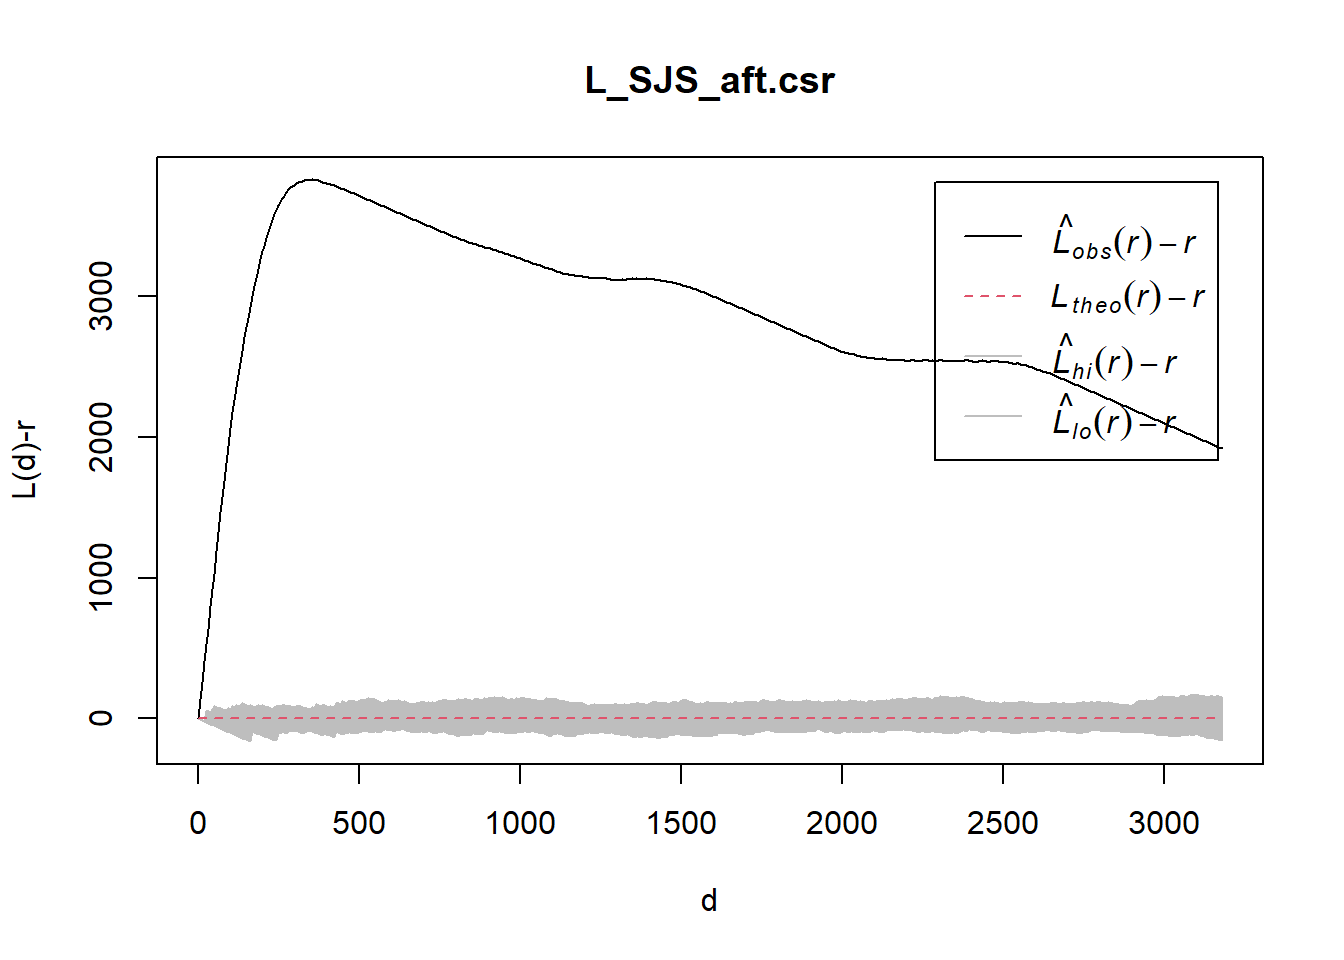 L_SJS_aft.csr
L̂obs(r) – r
Ltheo(r) – r
L̂hi(r) – r
L̂lo(r) – r
L(d)-r
3000
2000
1000
0
0 500 1000 1500 2000 2500 3000
d